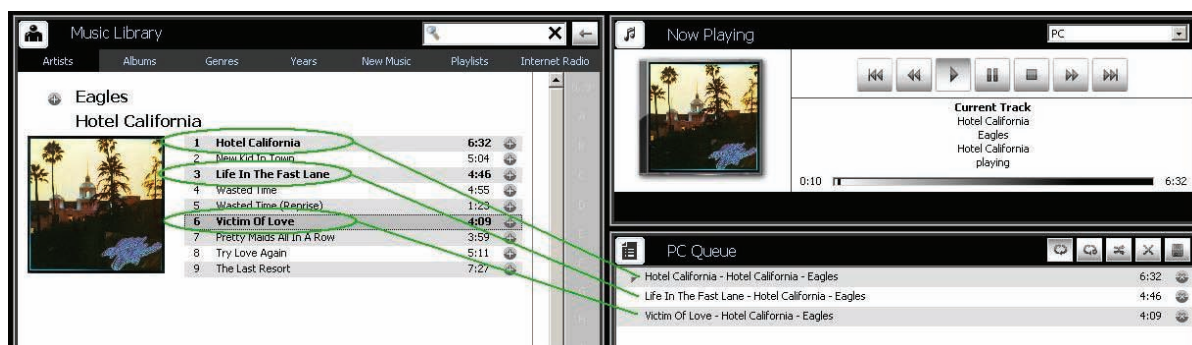 Music Library
Artists Albums Genres Years New Music Playlists Internet Radio
Eagles
Hotel California
1 Hotel California 6:32
2 New Kid In Town 5:04
3 Life In The Fast Lane 4:46
4 Wasted Time 4:55
5 Wasted Time (Reprise) 1:23
6 Victim Of Love 4:09
7 Pretty Maids All In A Row 3:59
8 Try Love Again 5:11
9 The Last Resort 7:27
Now Playing
PC
Current Track
Hotel California
Eagles
Hotel California
playing
0:10 6:32
PC Queue
Hotel California - Hotel California - Eagles 6:32
Life In The Fast Lane - Hotel California - Eagles 4:46
Victim Of Love - Hotel California - Eagles 4:09